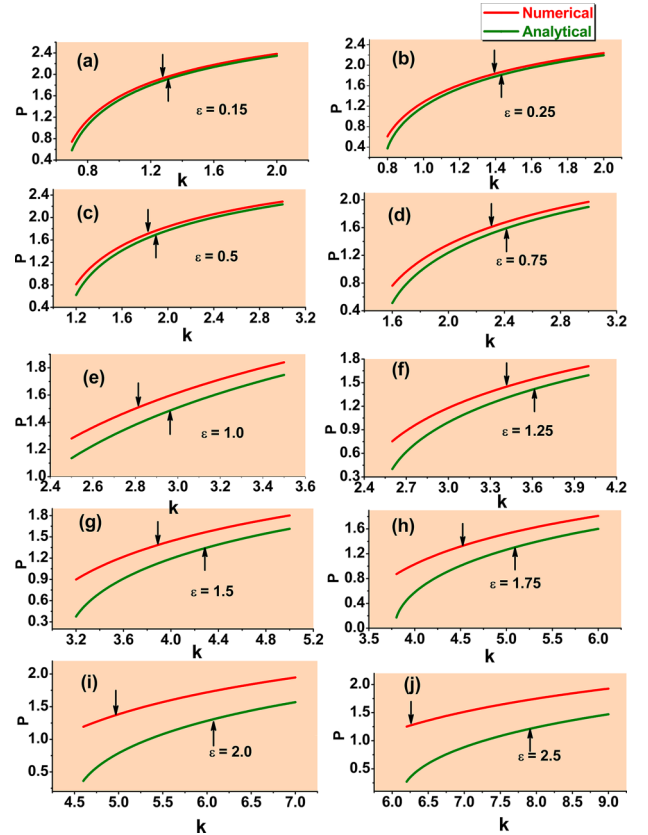 Numerical
Analytical
(a)
ε = 0.15
P
2.4
2.0
1.6
1.2
0.8
0.4
0.8 1.2 1.6 2.0
k
(b)
ε = 0.25
P
2.4
2.0
1.6
1.2
0.8
0.4
0.8 1.0 1.2 1.4 1.6 1.8 2.0
k
(c)
ε = 0.5
P
2.4
2.0
1.6
1.2
0.8
0.4
1.2 1.6 2.0 2.4 2.8 3.2
k
(d)
ε = 0.75
P
2.0
1.6
1.2
0.8
0.4
1.6 2.0 2.4 2.8 3.2
k
(e)
ε = 1.0
P
1.8
1.6
1.4
1.2
1.0
2.4 2.6 2.8 3.0 3.2 3.4 3.6
k
(f)
ε = 1.25
P
1.8
1.5
1.2
0.9
0.6
0.3
2.4 2.7 3.0 3.3 3.6 3.9 4.2
k
(g)
ε = 1.5
P
1.8
1.5
1.2
0.9
0.6
0.3
3.2 3.6 4.0 4.4 4.8 5.2
k
(h)
ε = 1.75
P
1.6
1.2
0.8
0.4
0.0
3.5 4.0 4.5 5.0 5.5 6.0
k
(i)
ε = 2.0
P
2.0
1.5
1.0
0.5
4.5 5.0 5.5 6.0 6.5 7.0
k
(j)
ε = 2.5
P
2.0
1.5
1.0
0.5
6.0 6.5 7.0 7.5 8.0 8.5 9.0
k